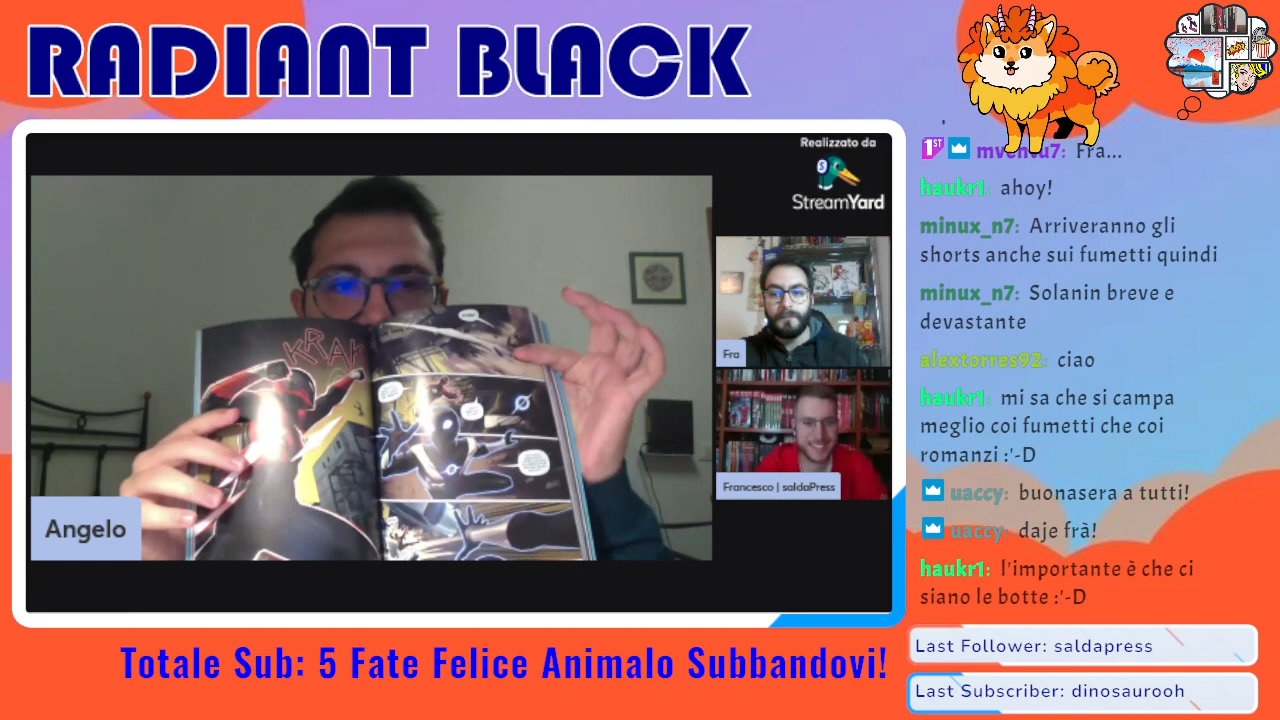 RADIANT BLACK
Realizzato da
StreamYard
KRAK
Angelo
Fra
Francesco | saldaPress
1ST mventu7: Fra...
haukr1: ahoy!
minux_n7: Arriveranno gli
shorts anche sui fumetti quindi
minux_n7: Solanin breve e
devastante
alextorres92: ciao
haukr1: mi sa che si campa
meglio coi fumetti che coi
romanzi :'-D
uaccy: buonasera a tutti!
uaccy: daje frà!
haukr1: l'importante è che ci
siano le botte :'-D
Totale Sub: 5 Fate Felice Animalo Subbandovi!
Last Follower: saldapress
Last Subscriber: dinosaurooh